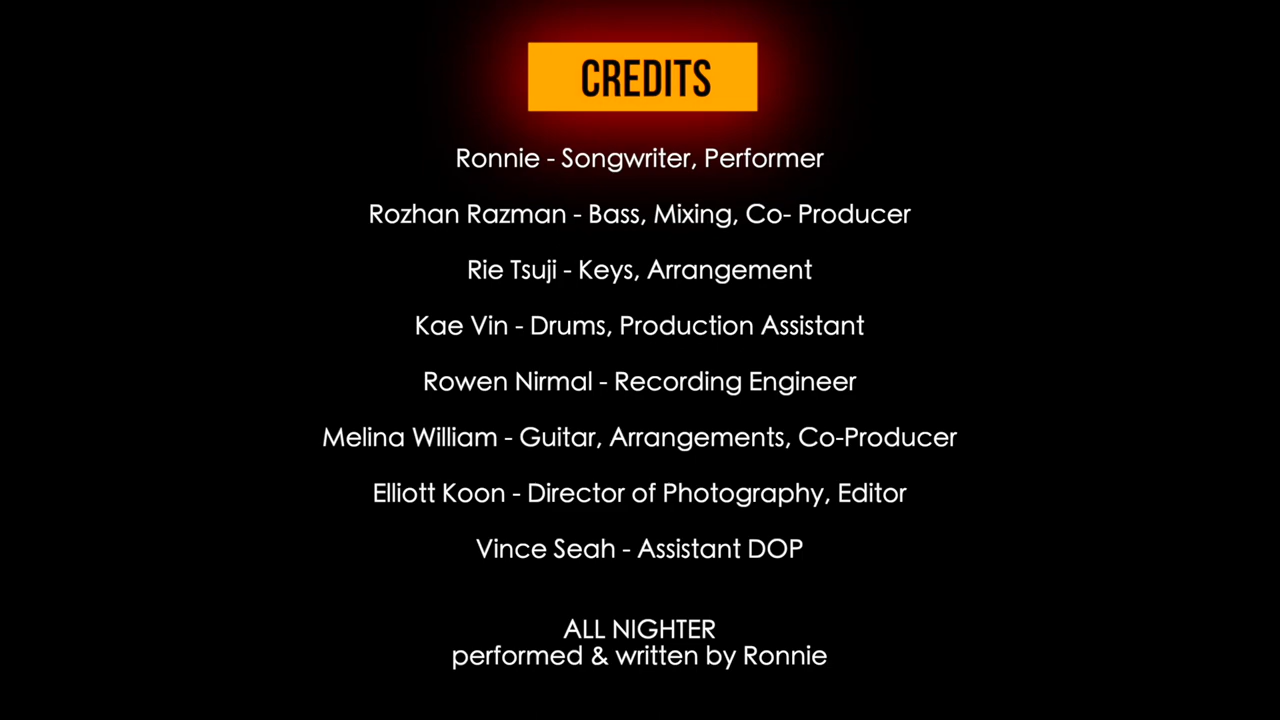 CREDITS
Ronnie - Songwriter, Performer
Rozhan Razman - Bass, Mixing, Co- Producer
Rie Tsuji - Keys, Arrangement
Kae Vin - Drums, Production Assistant
Rowen Nirmal - Recording Engineer
Melina William - Guitar, Arrangements, Co-Producer
Elliott Koon - Director of Photography, Editor
Vince Seah - Assistant DOP
ALL NIGHTER
performed & written by Ronnie